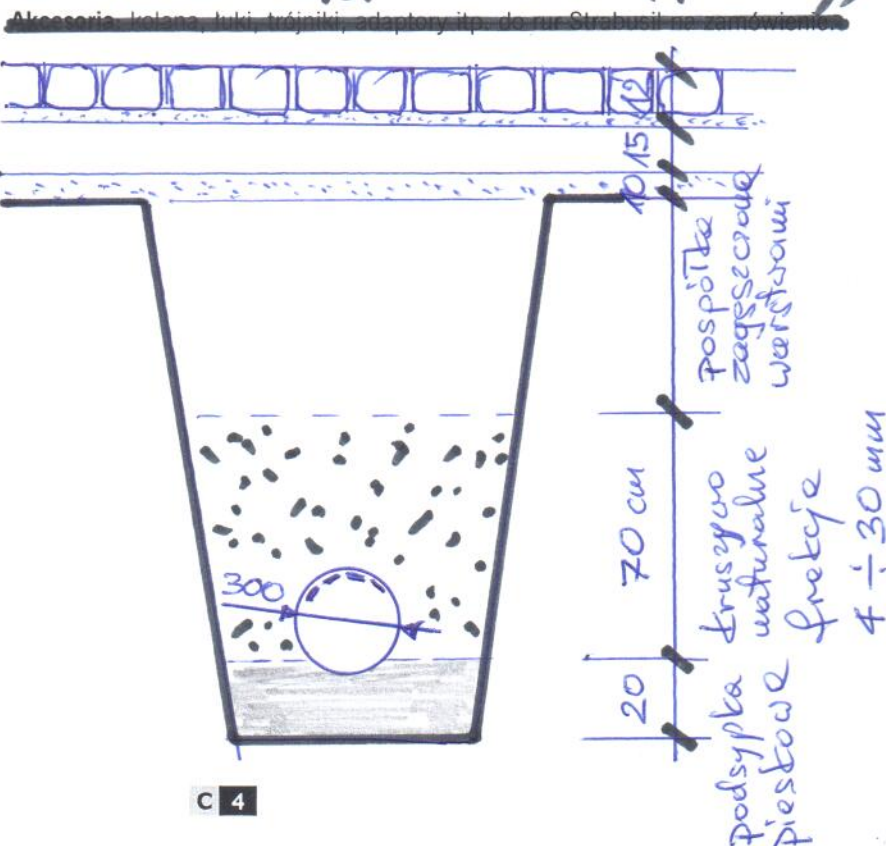 Akcesoria, kolana, łuki, trójniki, adaptory itp. do rur Strabusil na zamówienie.
12
15
10
pospółka
zagęszczona
warstwami
70 cm
kruszywo
naturalne
frakcja
4 ÷ 30 mm
300
20
podsypka
piaskowa
C 4